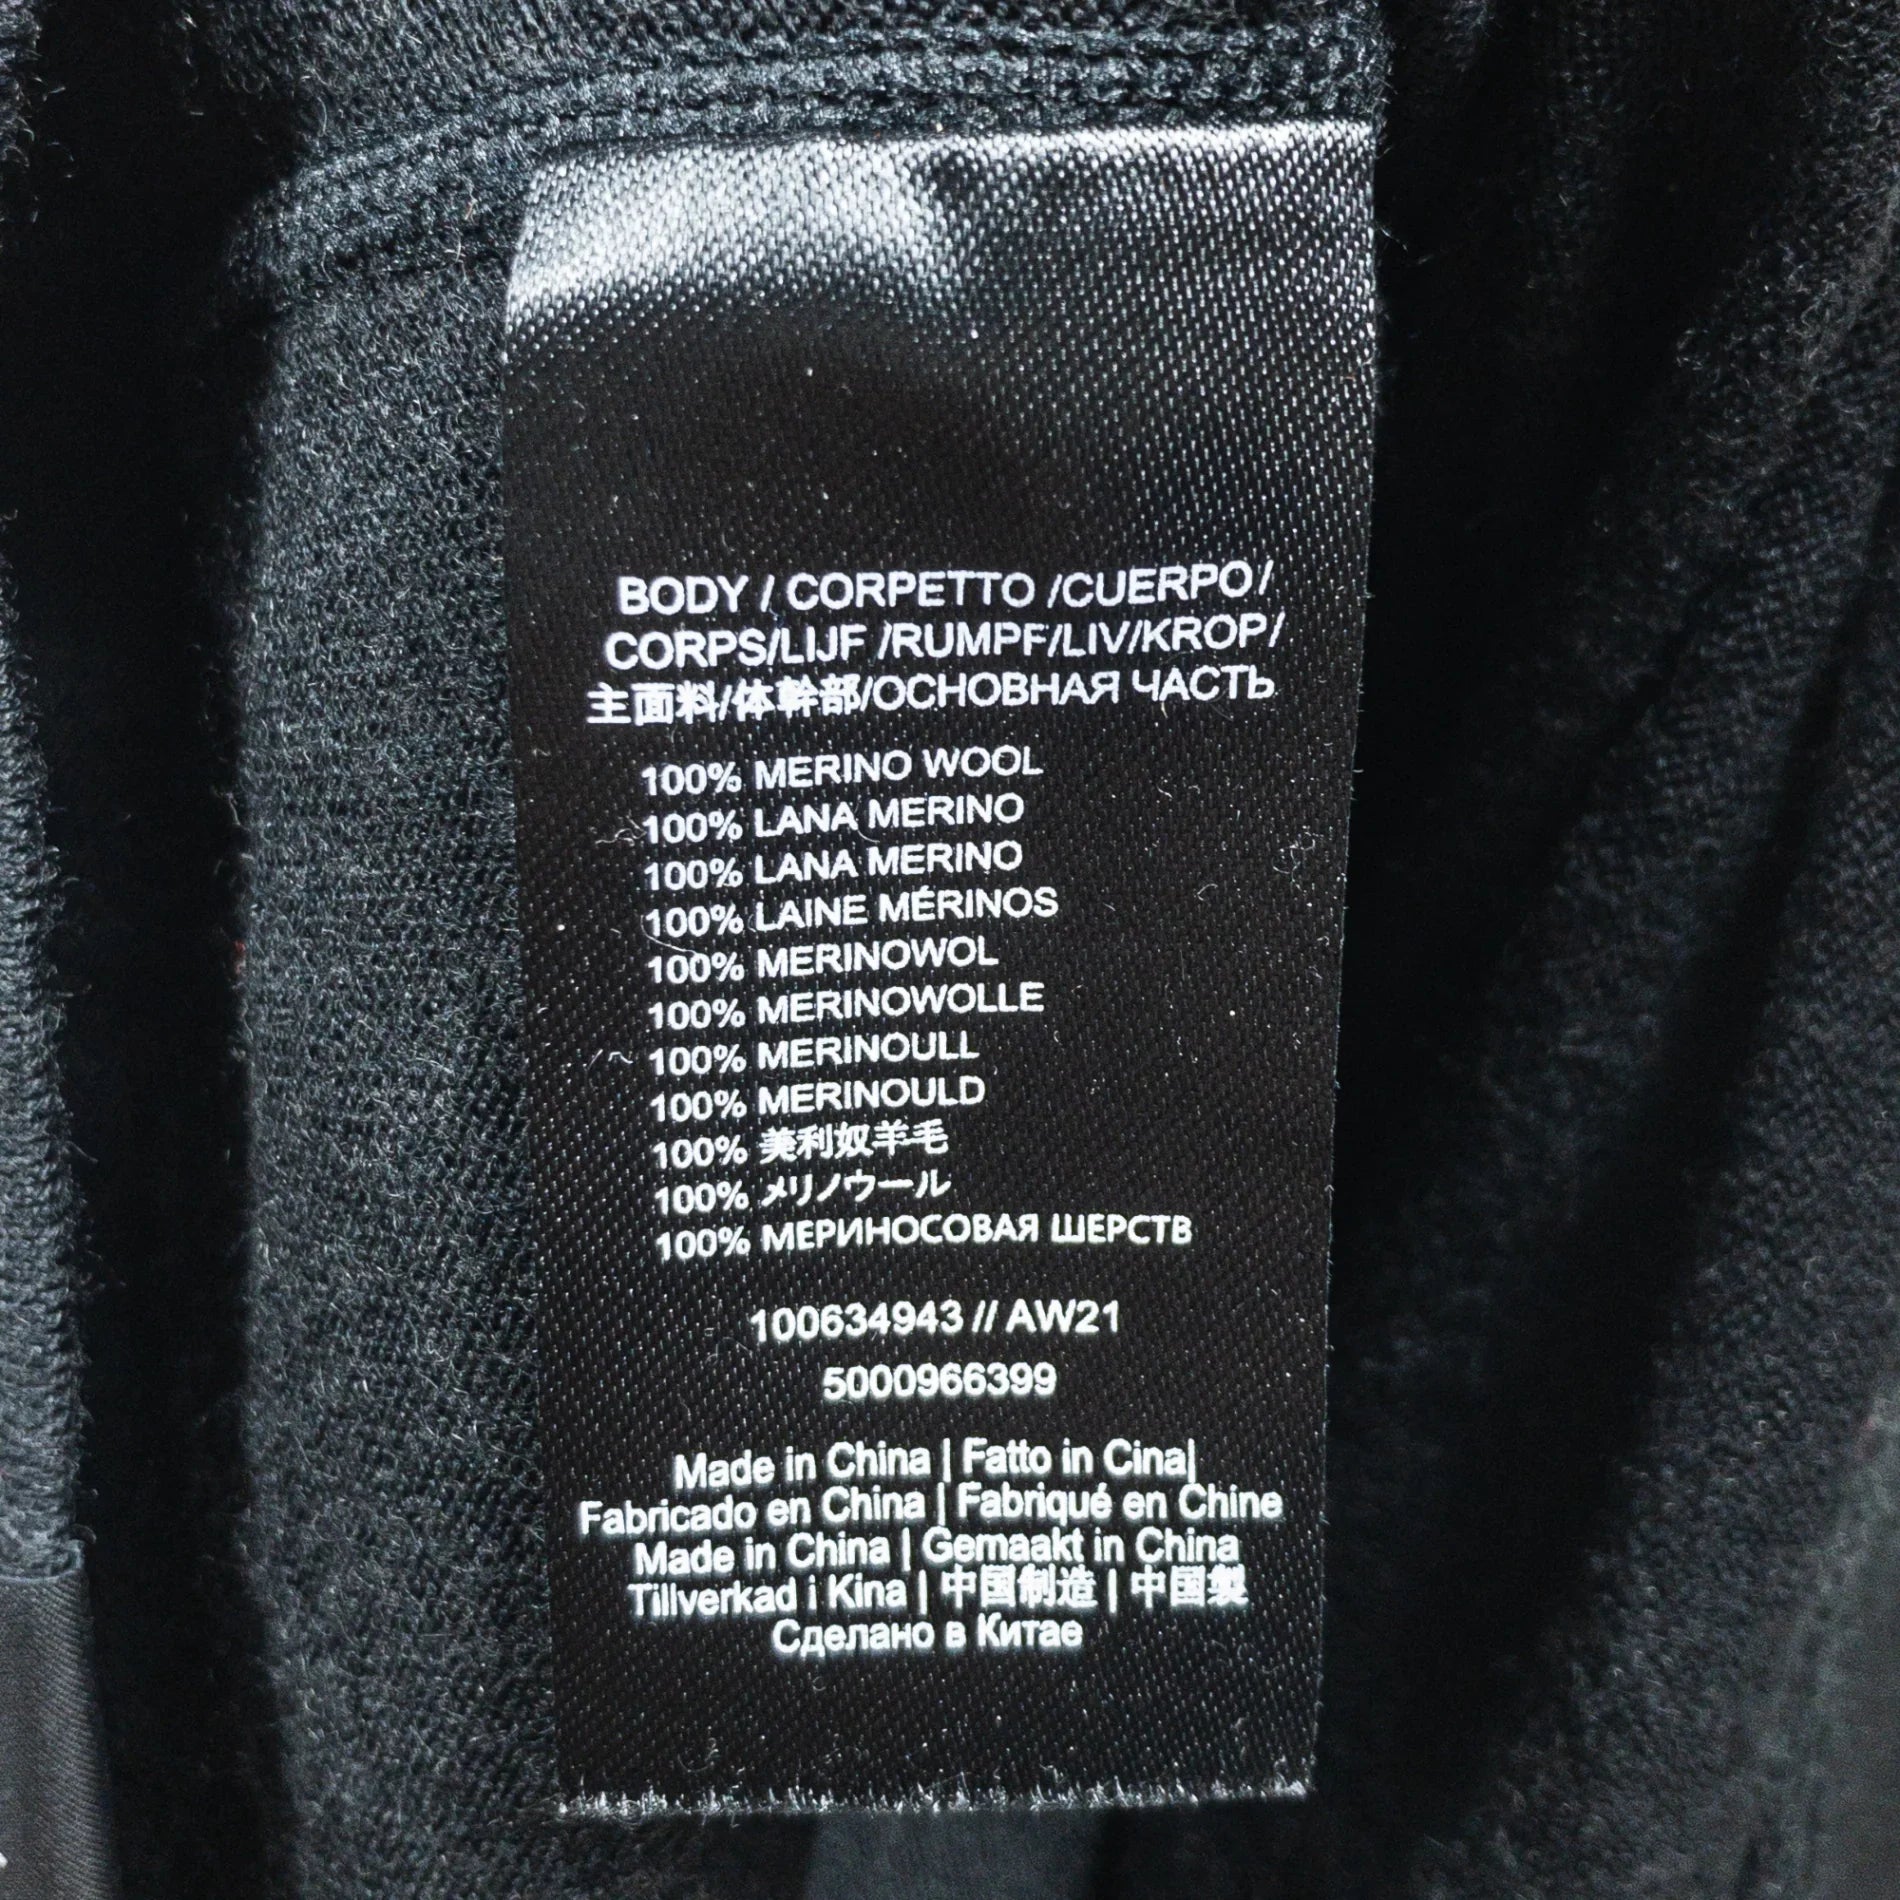 BODY / CORPETTO /CUERPO/
CORPS/LIJF /RUMPF/LIV/KROP/
主面料/体幹部/ОСНОВНАЯ ЧАСТЬ
100% MERINO WOOL
100% LANA MERINO
100% LANA MERINO
100% LAINE MÉRINOS
100% MERINOWOL
100% MERINOWOLLE
100% MERINOULL
100% MERINOULD
100% 美利奴羊毛
100% メリノウール
100% МЕРИНОСОВАЯ ШЕРСТВ
100634943 // AW21
5000966399
Made in China | Fatto in Cina|
Fabricado en China | Fabriqué en Chine
Made in China | Gemaakt in China
Tillverkad i Kina | 中国制造 | 中国製
Сделано в Китае